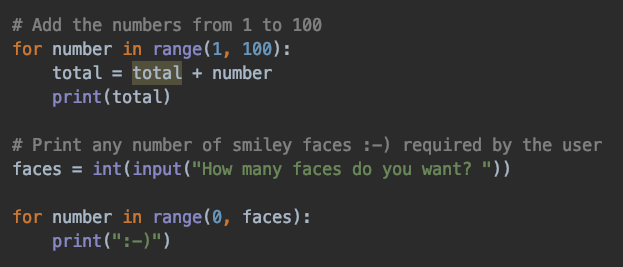 # Add the numbers from 1 to 100
for number in range(1, 100):
    total = total + number
    print(total)

# Print any number of smiley faces :-) required by the user
faces = int(input("How many faces do you want? "))

for number in range(0, faces):
    print(":-)")